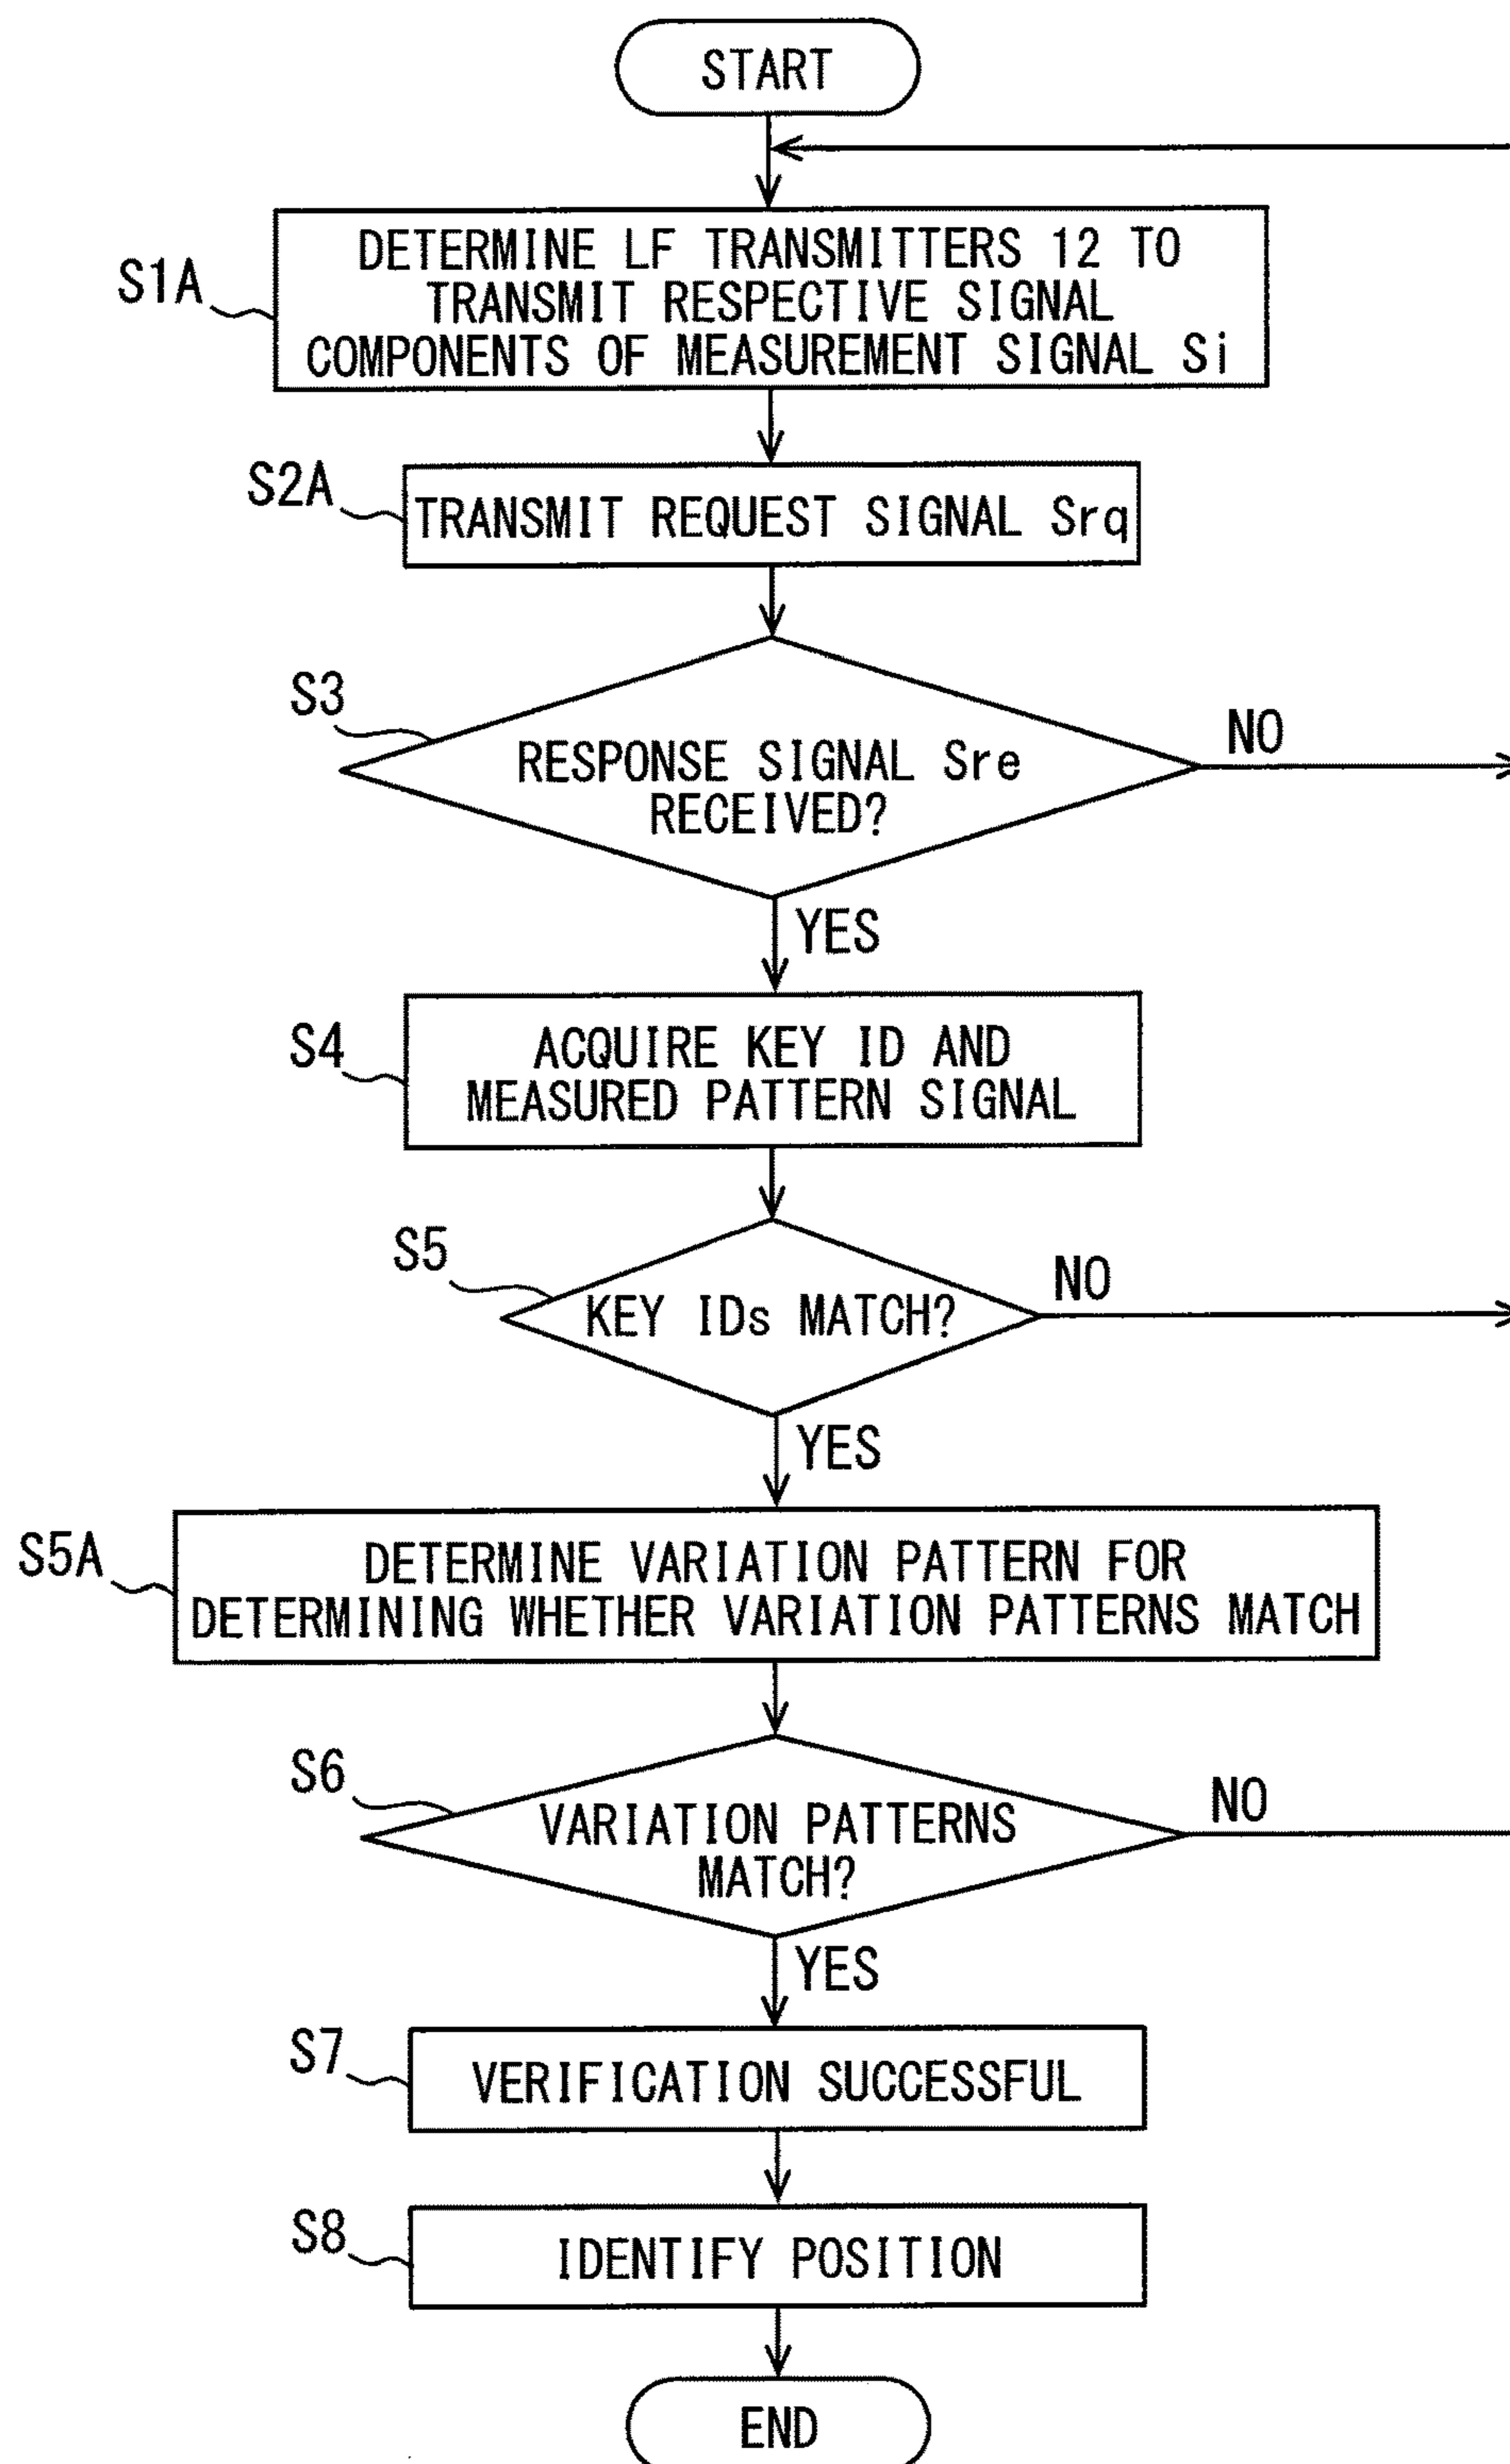 START
S1A
DETERMINE LF TRANSMITTERS 12 TO
TRANSMIT RESPECTIVE SIGNAL
COMPONENTS OF MEASUREMENT SIGNAL Si
S2A
TRANSMIT REQUEST SIGNAL Srq
S3
RESPONSE SIGNAL Sre
RECEIVED?
NO
YES
S4
ACQUIRE KEY ID AND
MEASURED PATTERN SIGNAL
S5
KEY IDs MATCH?
NO
YES
S5A
DETERMINE VARIATION PATTERN FOR
DETERMINING WHETHER VARIATION PATTERNS MATCH
S6
VARIATION PATTERNS
MATCH?
NO
YES
S7
VERIFICATION SUCCESSFUL
S8
IDENTIFY POSITION
END